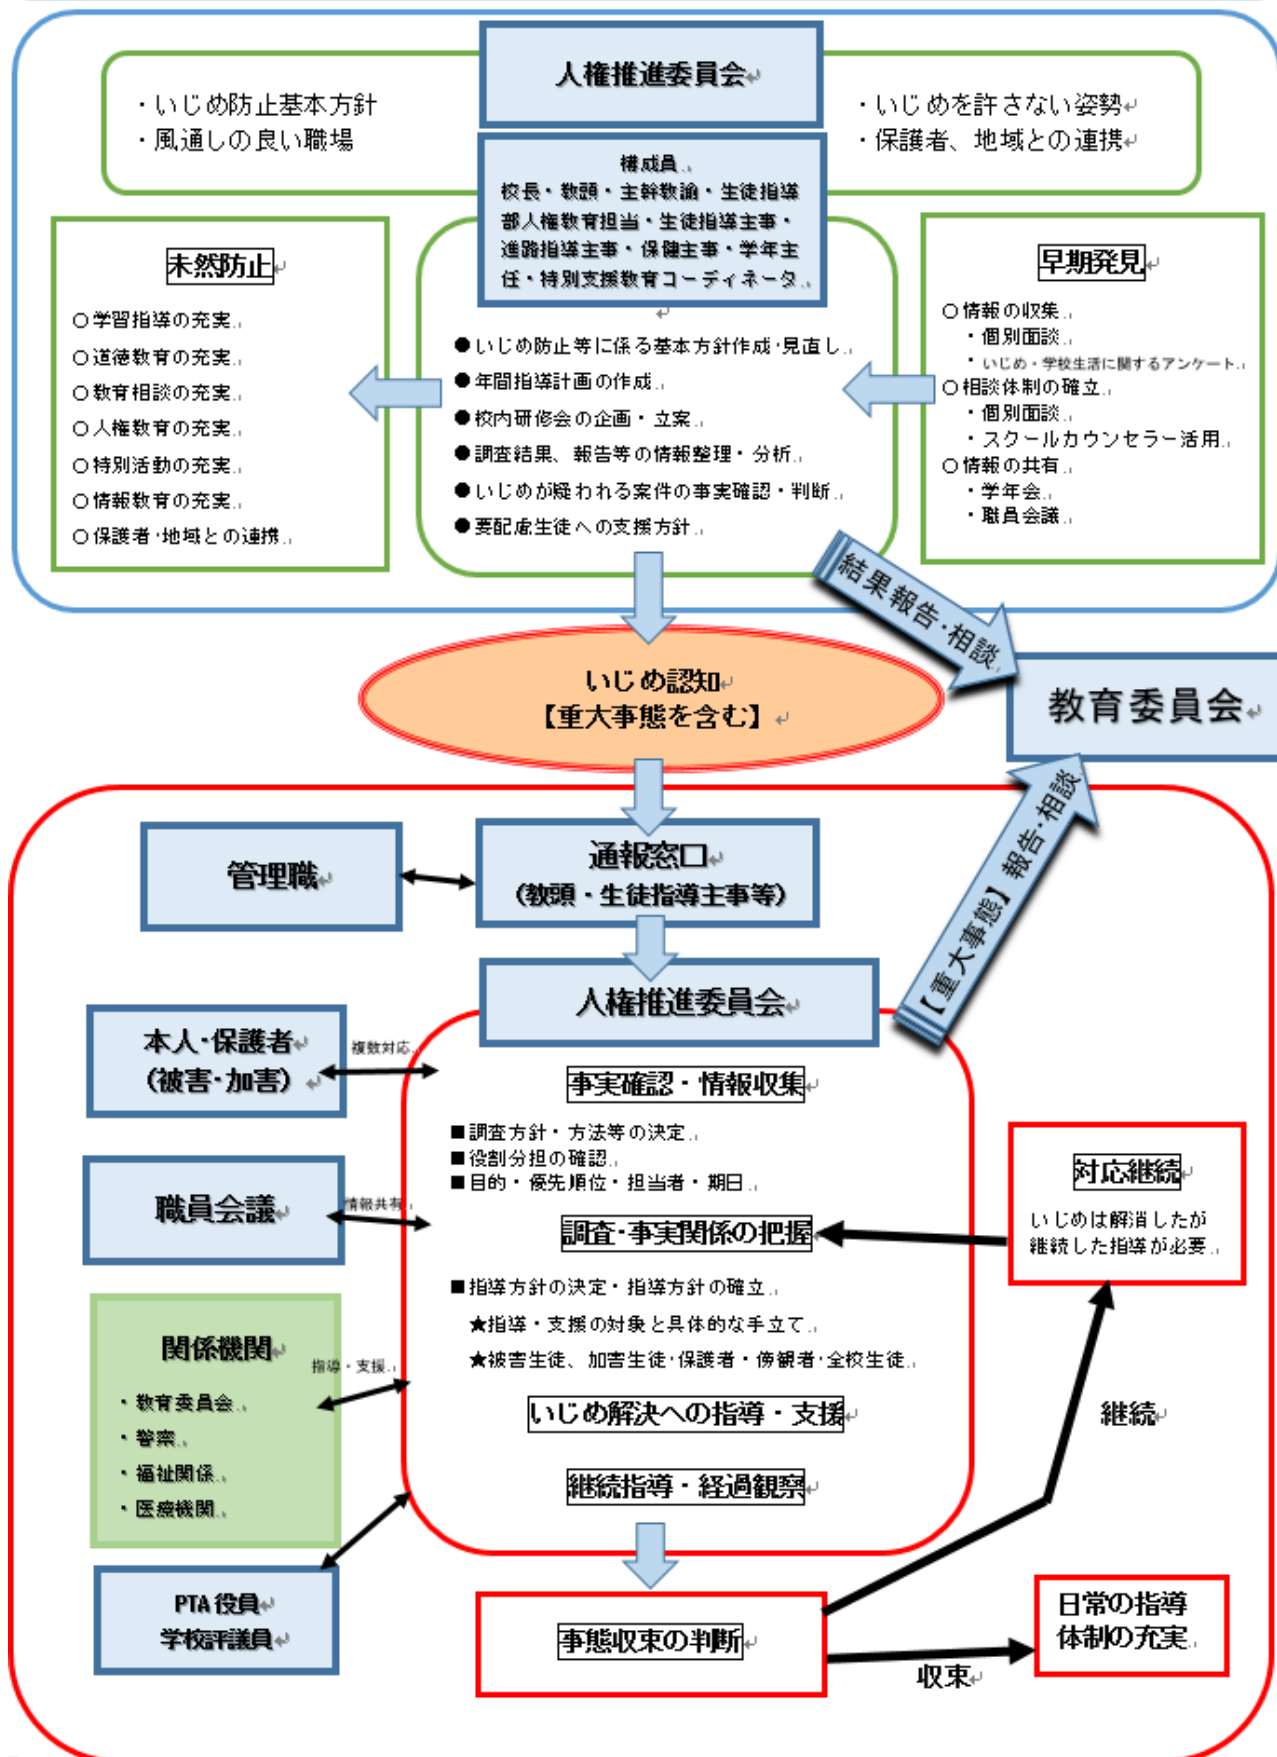 人権推進委員会
・いじめ防止基本方針
・風通しの良い職場
・いじめを許さない姿勢
・保護者、地域との連携
構成員
校長・教頭・主幹教諭・生徒指導
部人権教育担当・生徒指導主事・
進路指導主事・保健主事・学年主
任・特別支援教育コーディネータ
未然防止
〇学習指導の充実
〇道徳教育の充実
〇教育相談の充実
〇人権教育の充実
〇特別活動の充実
〇情報教育の充実
〇保護者・地域との連携
●いじめ防止等に係る基本方針作成・見直し
●年間指導計画の作成
●校内研修会の企画・立案
●調査結果、報告等の情報整理・分析
●いじめが疑われる案件の事実確認・判断
●要配慮生徒への支援方針
早期発見
〇情報の収集
・個別面談
・いじめ・学校生活に関するアンケート
〇相談体制の確立
・個別面談
・スクールカウンセラー活用
〇情報の共有
・学年会
・職員会議
結果報告・相談
いじめ認知
【重大事態を含む】
教育委員会
【重大事態】報告・相談
管理職
通報窓口
(教頭・生徒指導主事等)
人権推進委員会
本人・保護者
(被害・加害)
複数対応
事実確認・情報収集
■調査方針・方法等の決定
■役割分担の確認
■目的・優先順位・担当者・期日
職員会議
情報共有
調査・事実関係の把握
対応継続
いじめは解消したが
継続した指導が必要
■指導方針の決定・指導方針の確立
★指導・支援の対象と具体的な手立て
★被害生徒、加害生徒・保護者・傍観者・全校生徒
関係機関
・教育委員会
・警察
・福祉関係
・医療機関
指導・支援
いじめ解決への指導・支援
継続指導・経過観察
継続
PTA役員
学校評議員
事態収束の判断
収束
日常の指導
体制の充実